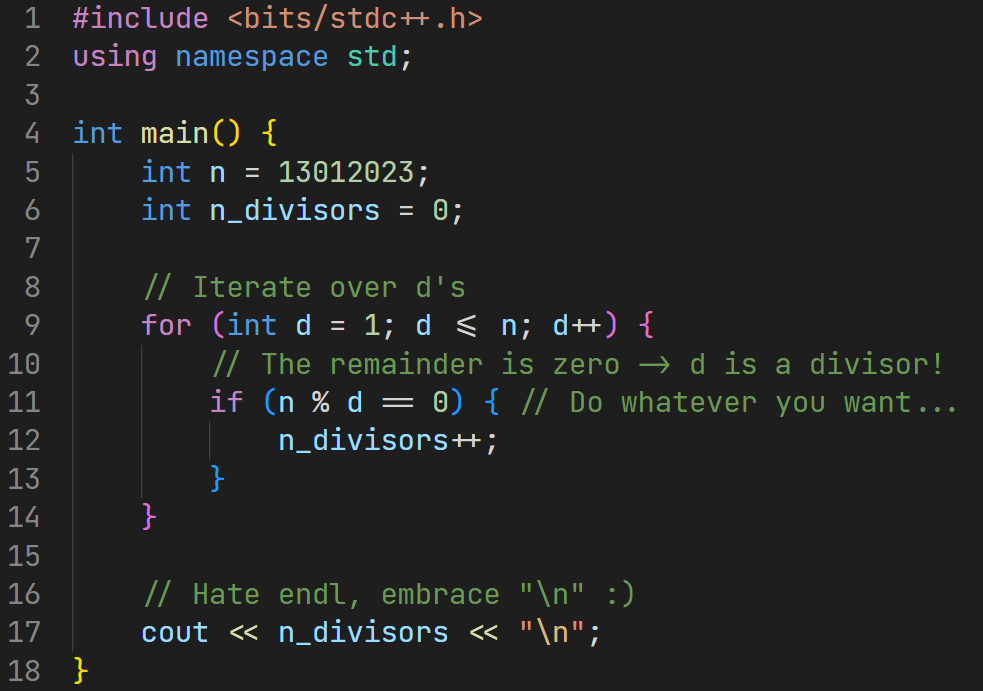 1 #include <bits/stdc++.h>
2 using namespace std;
3
4 int main() {
5     int n = 13012023;
6     int n_divisors = 0;
7
8     // Iterate over d's
9     for (int d = 1; d <= n; d++) {
10         // The remainder is zero -> d is a divisor!
11         if (n % d == 0) { // Do whatever you want...
12             n_divisors++;
13         }
14     }
15
16     // Hate endl, embrace "\n" :)
17     cout << n_divisors << "\n";
18 }